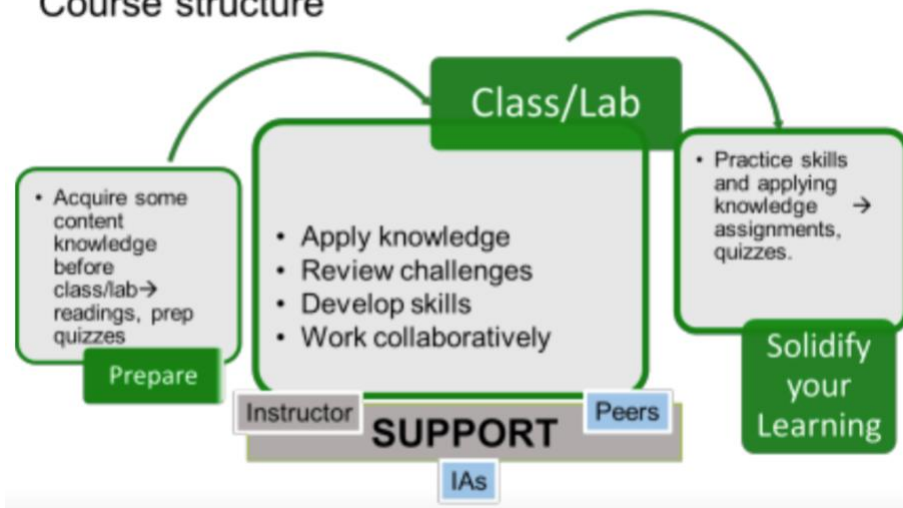 Course structure
• Acquire some
content
knowledge
before
class/lab→
readings, prep
quizzes
Prepare
Class/Lab
• Apply knowledge
• Review challenges
• Develop skills
• Work collaboratively
• Practice skills
and applying
knowledge →
assignments,
quizzes.
Solidify
your
Learning
Instructor
SUPPORT
Peers
IAs